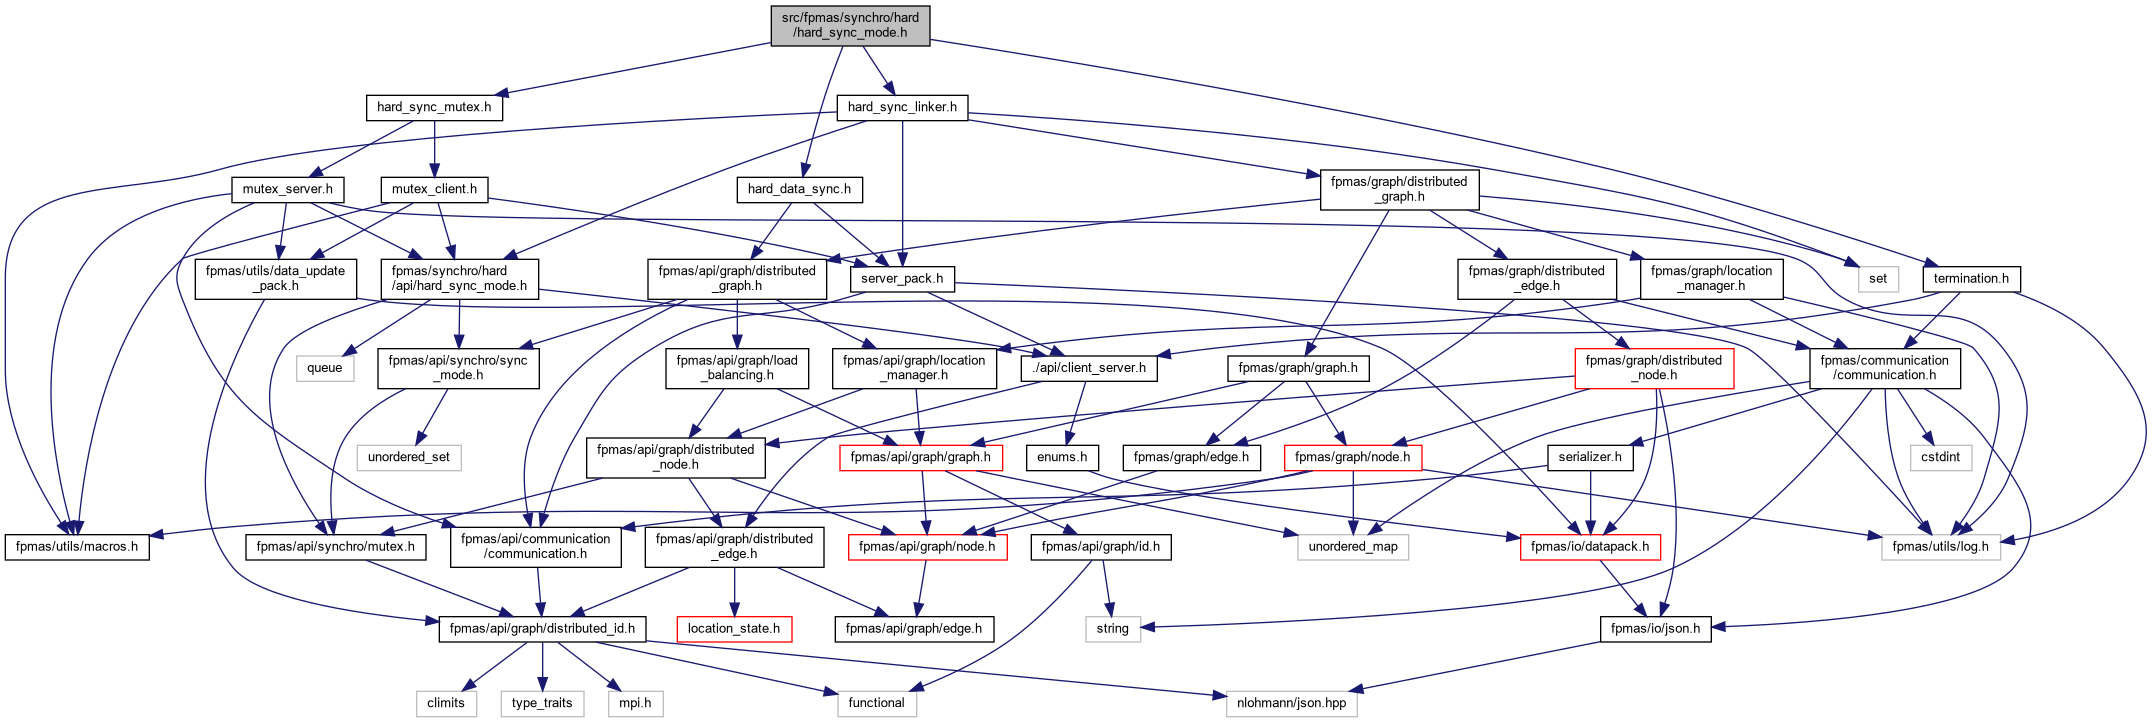 src/fpmas/synchro/hard
/hard_sync_mode.h
hard_sync_mutex.h
hard_sync_linker.h
mutex_server.h
mutex_client.h
hard_data_sync.h
fpmas/graph/distributed
_graph.h
fpmas/utils/data_update
_pack.h
fpmas/synchro/hard
/api/hard_sync_mode.h
fpmas/api/graph/distributed
_graph.h
server_pack.h
fpmas/graph/distributed
_edge.h
fpmas/graph/location
_manager.h
set
termination.h
queue
fpmas/api/synchro/sync
_mode.h
fpmas/api/graph/load
_balancing.h
fpmas/api/graph/location
_manager.h
./api/client_server.h
fpmas/graph/graph.h
fpmas/graph/distributed
_node.h
fpmas/communication
/communication.h
unordered_set
fpmas/api/graph/distributed
_node.h
fpmas/api/graph/graph.h
enums.h
fpmas/graph/edge.h
fpmas/graph/node.h
serializer.h
cstdint
fpmas/utils/macros.h
fpmas/api/synchro/mutex.h
fpmas/api/communication
/communication.h
fpmas/api/graph/distributed
_edge.h
fpmas/api/graph/node.h
fpmas/api/graph/id.h
unordered_map
fpmas/io/datapack.h
fpmas/utils/log.h
fpmas/api/graph/distributed_id.h
location_state.h
fpmas/api/graph/edge.h
string
fpmas/io/json.h
climits
type_traits
mpi.h
functional
nlohmann/json.hpp